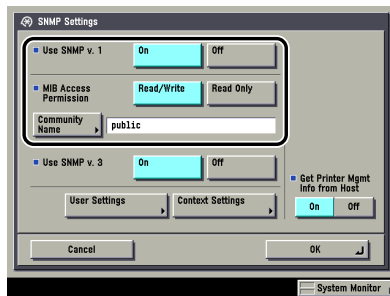 SNMP Settings
Use SNMP v. 1
On
Off
MIB Access
Permission
Read/Write
Read Only
Community
Name
public
Use SNMP v. 3
On
Off
User Settings
Context Settings
Get Printer Mgmt
Info from Host
On
Off
Cancel
OK
System Monitor